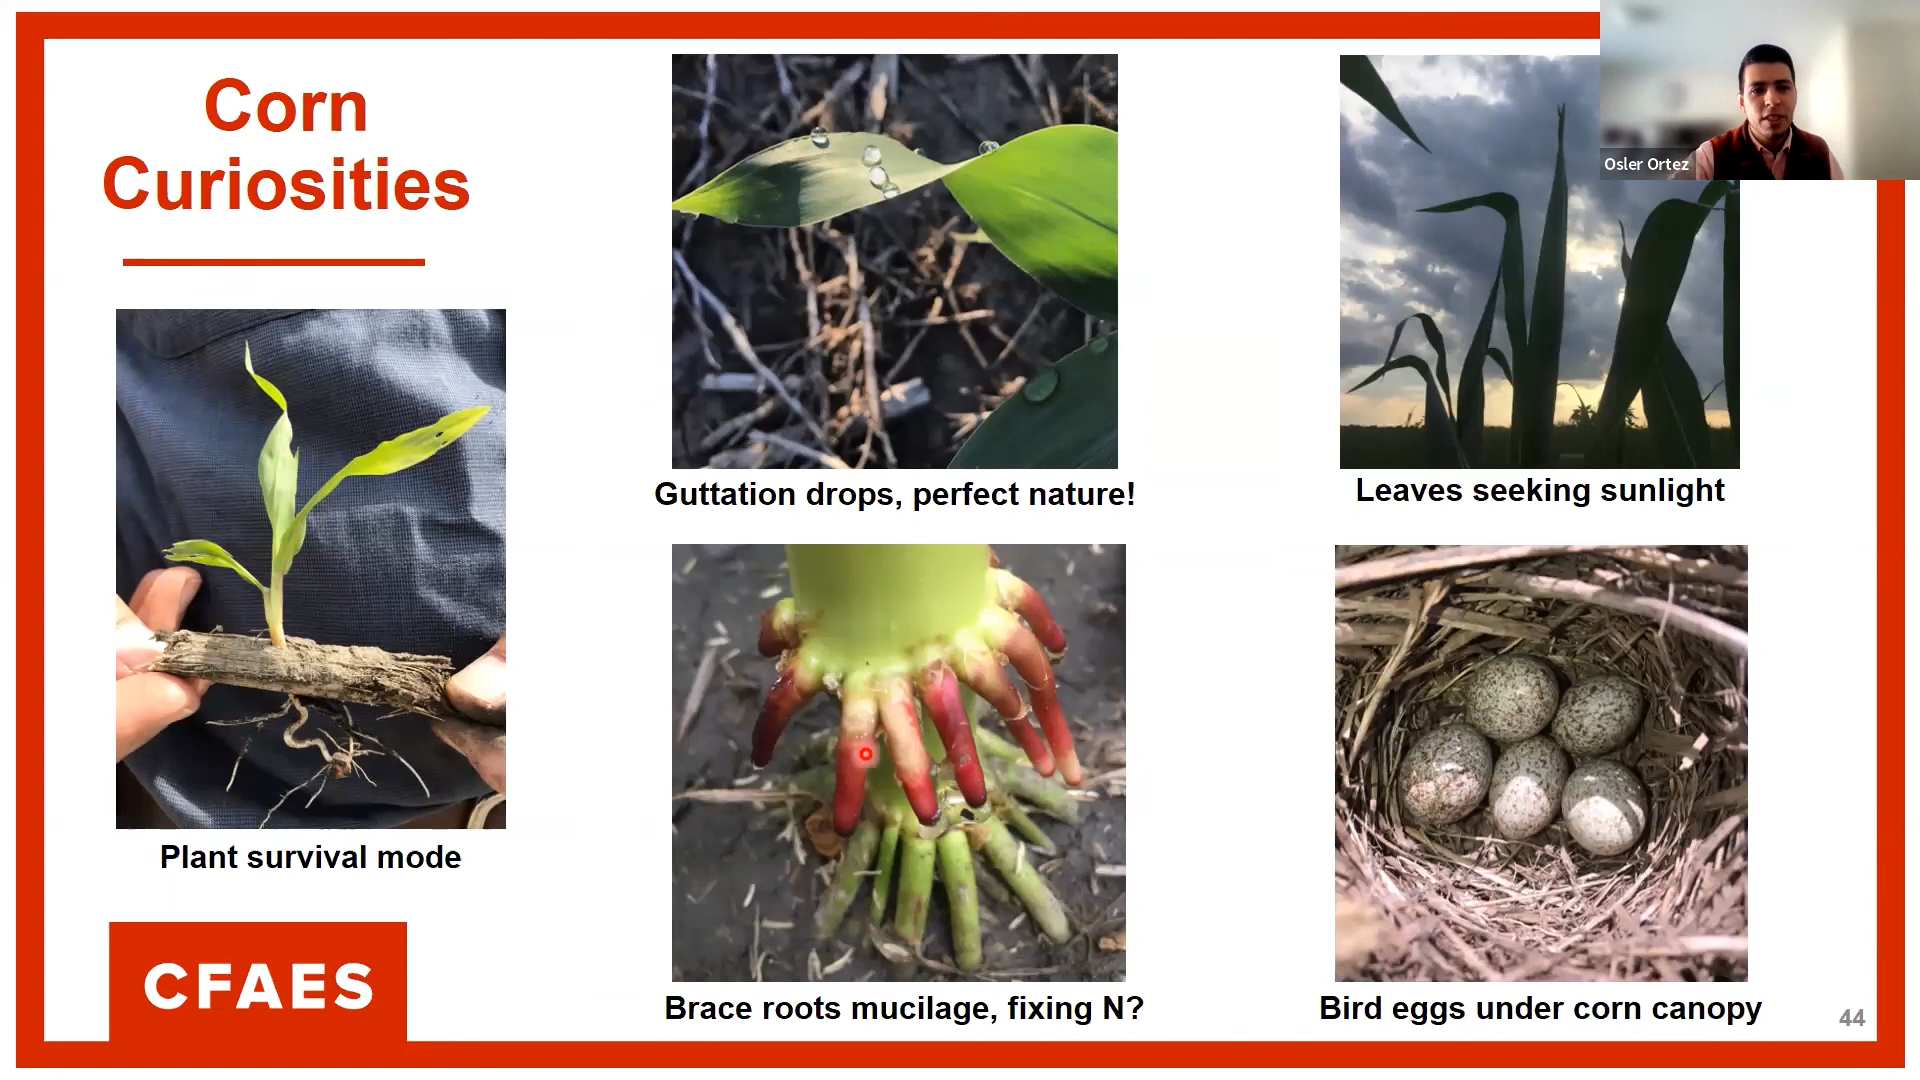 Corn
Curiosities
Osler Ortez
Guttation drops, perfect nature!
Leaves seeking sunlight
Plant survival mode
Brace roots mucilage, fixing N?
Bird eggs under corn canopy
CFAES
44